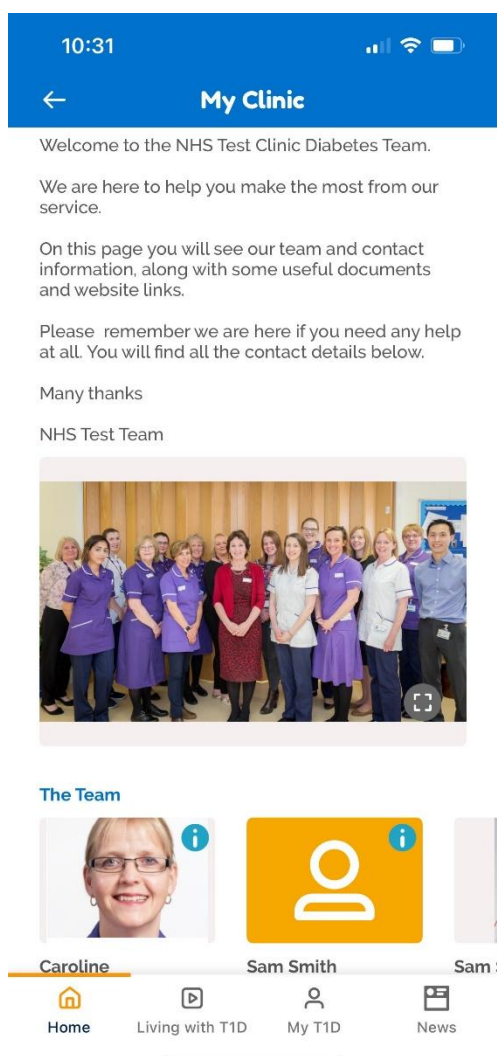 10:31
My Clinic
Welcome to the NHS Test Clinic Diabetes Team.
We are here to help you make the most from our
service.
On this page you will see our team and contact
information, along with some useful documents
and website links.
Please  remember we are here if you need any help
at all. You will find all the contact details below.
Many thanks
NHS Test Team
The Team
Caroline
Sam Smith
Sam
Home
Living with T1D
My T1D
News